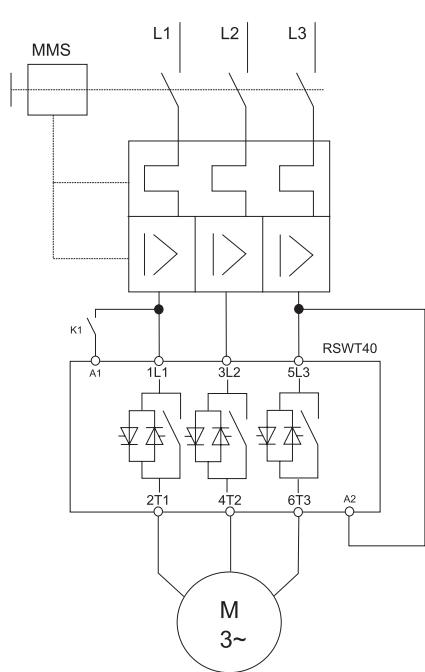 L1 L2 L3
MMS
K1
RSWT40
A1 1L1 3L2 5L3
2T1 4T2 6T3 A2
M
3~